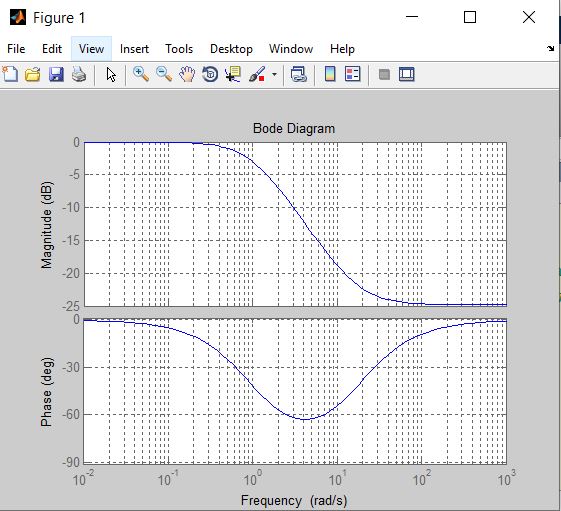 Figure 1
File Edit View Insert Tools Desktop Window Help
Bode Diagram
Magnitude (dB)
0
-5
-10
-15
-20
-25
Phase (deg)
0
-30
-60
-90
10^-2 10^-1 10^0 10^1 10^2 10^3
Frequency (rad/s)